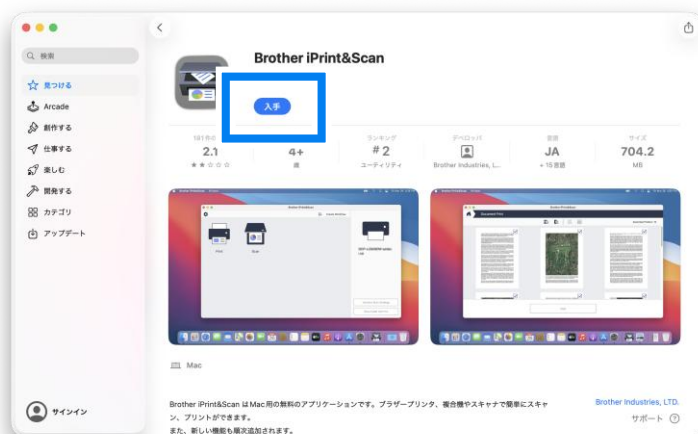 検索
見つける
Arcade
創作する
仕事する
楽しむ
開発する
カテゴリ
アップデート
サインイン
Brother iPrint&Scan
入手
2.1
★☆☆☆☆
4+
歳
ランキング
#2
ユーティリティ
デベロッパ
Brother Industries, L...
言語
JA
+ 15 言語
サイズ
704.2
MB
Print
Scan
Document Print
Mac
Brother iPrint&Scan はMac用の無料のアプリケーションです。ブラザープリンタ、複合機やスキャナで簡単にスキャ
ン、プリントができます。
また、新しい機能も順次追加されます。
Brother Industries, LTD.
サポート